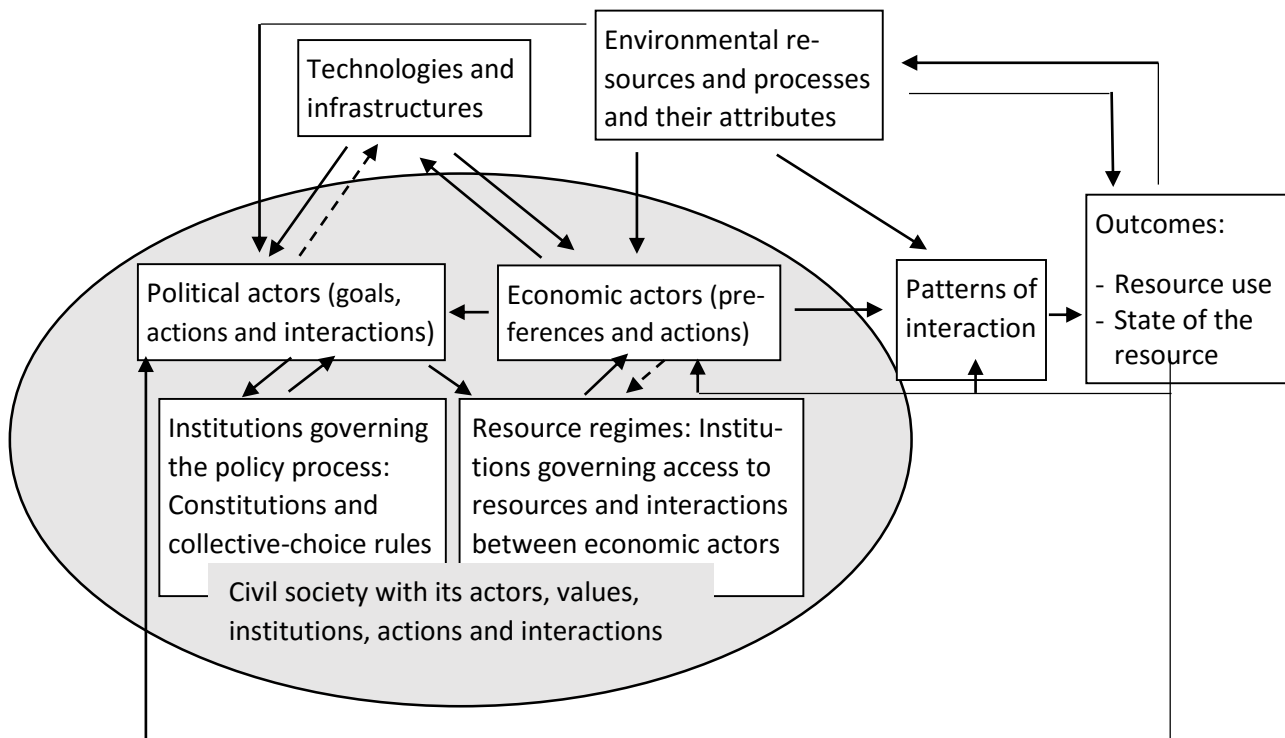 Technologies and
infrastructures
Environmental re-
sources and processes
and their attributes
Political actors (goals,
actions and interactions)
Economic actors (pre-
ferences and actions)
Patterns of
interaction
Outcomes:
- Resource use
- State of the
resource
Institutions governing
the policy process:
Constitutions and
collective-choice rules
Resource regimes: Institu-
tions governing access to
resources and interactions
between economic actors
Civil society with its actors, values,
institutions, actions and interactions